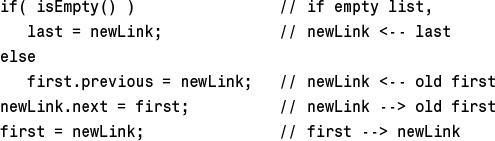 if( isEmpty() )                // if empty list,
   last = newLink;             // newLink <-- last
else
   first.previous = newLink;   // newLink <-- old first
newLink.next = first;          // newLink --> old first
first = newLink;               // first --> newLink